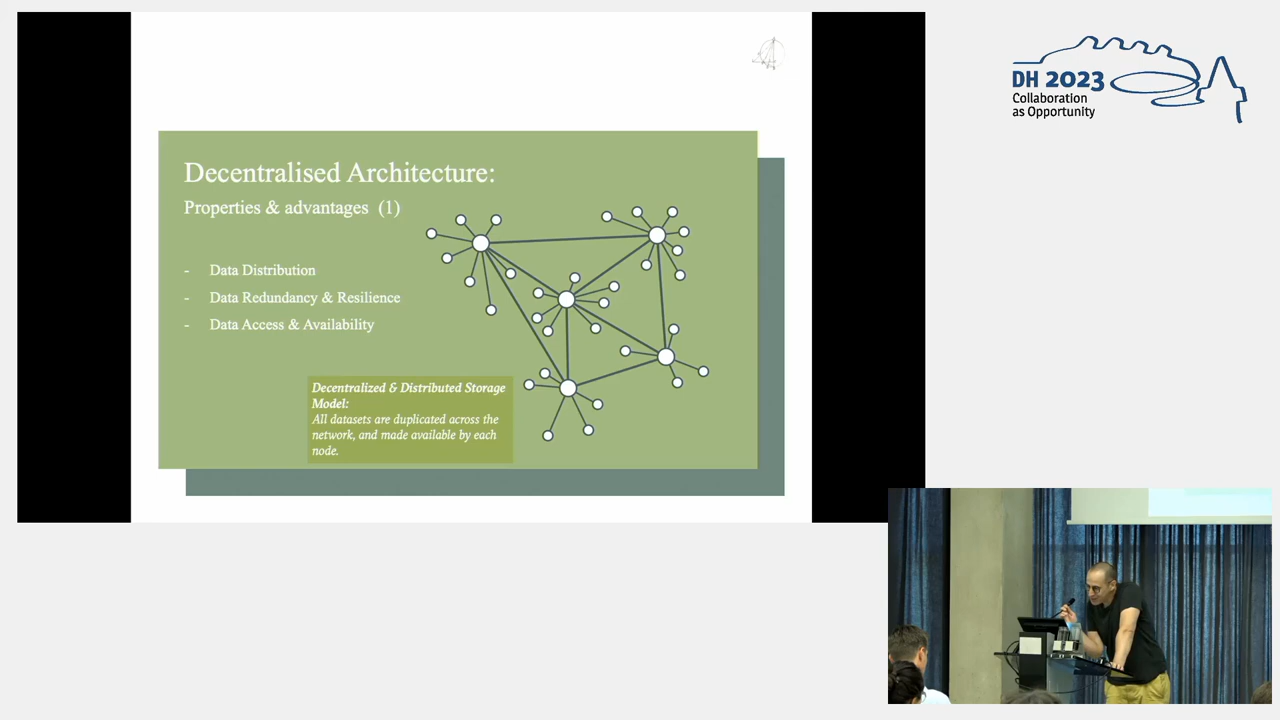 Decentralised Architecture:
Properties & advantages (1)
- Data Distribution
- Data Redundancy & Resilience
- Data Access & Availability
Decentralized & Distributed Storage
Model:
All datasets are duplicated across the
network, and made available by each
node.
DH 2023
Collaboration
as Opportunity